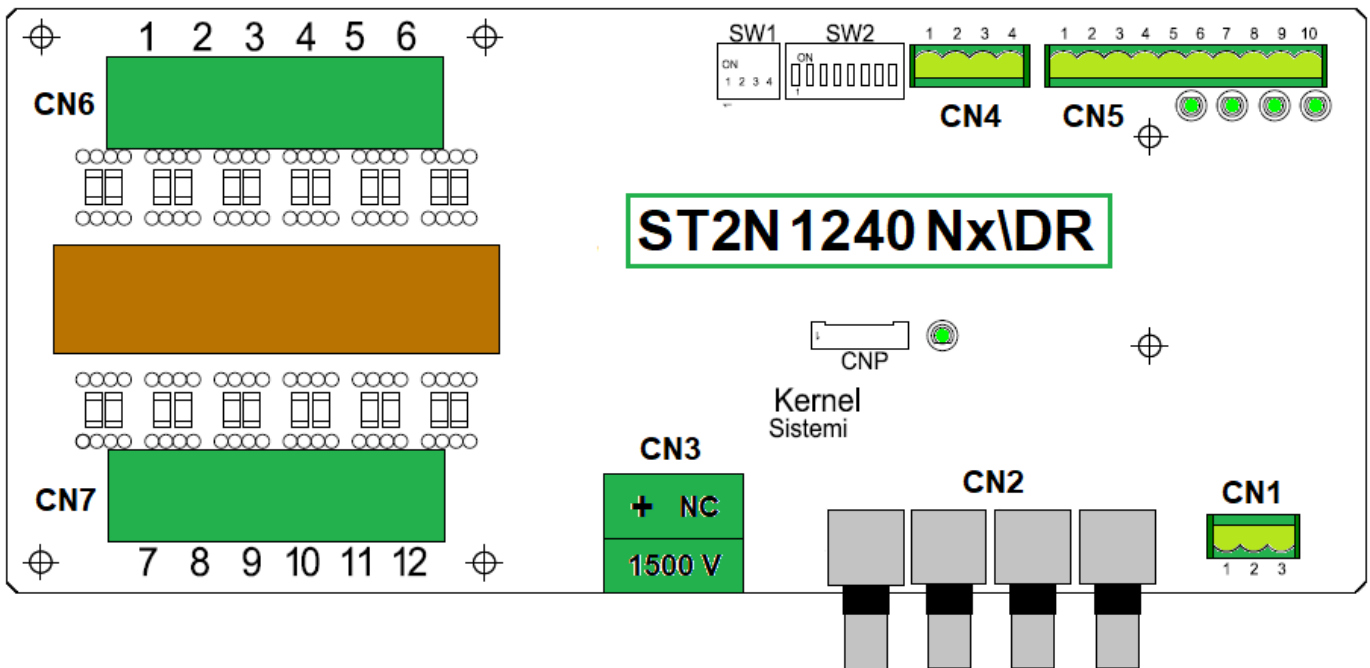 1 2 3 4 5 6
CN6
SW1
ON
1 2 3 4
SW2
ON
1
1 2 3 4
CN4
1 2 3 4 5 6 7 8 9 10
CN5
ST2N 1240 Nx\DR
CNP
Kernel
Sistemi
CN7
7 8 9 10 11 12
CN3
+ NC
1500 V
CN2
CN1
1 2 3